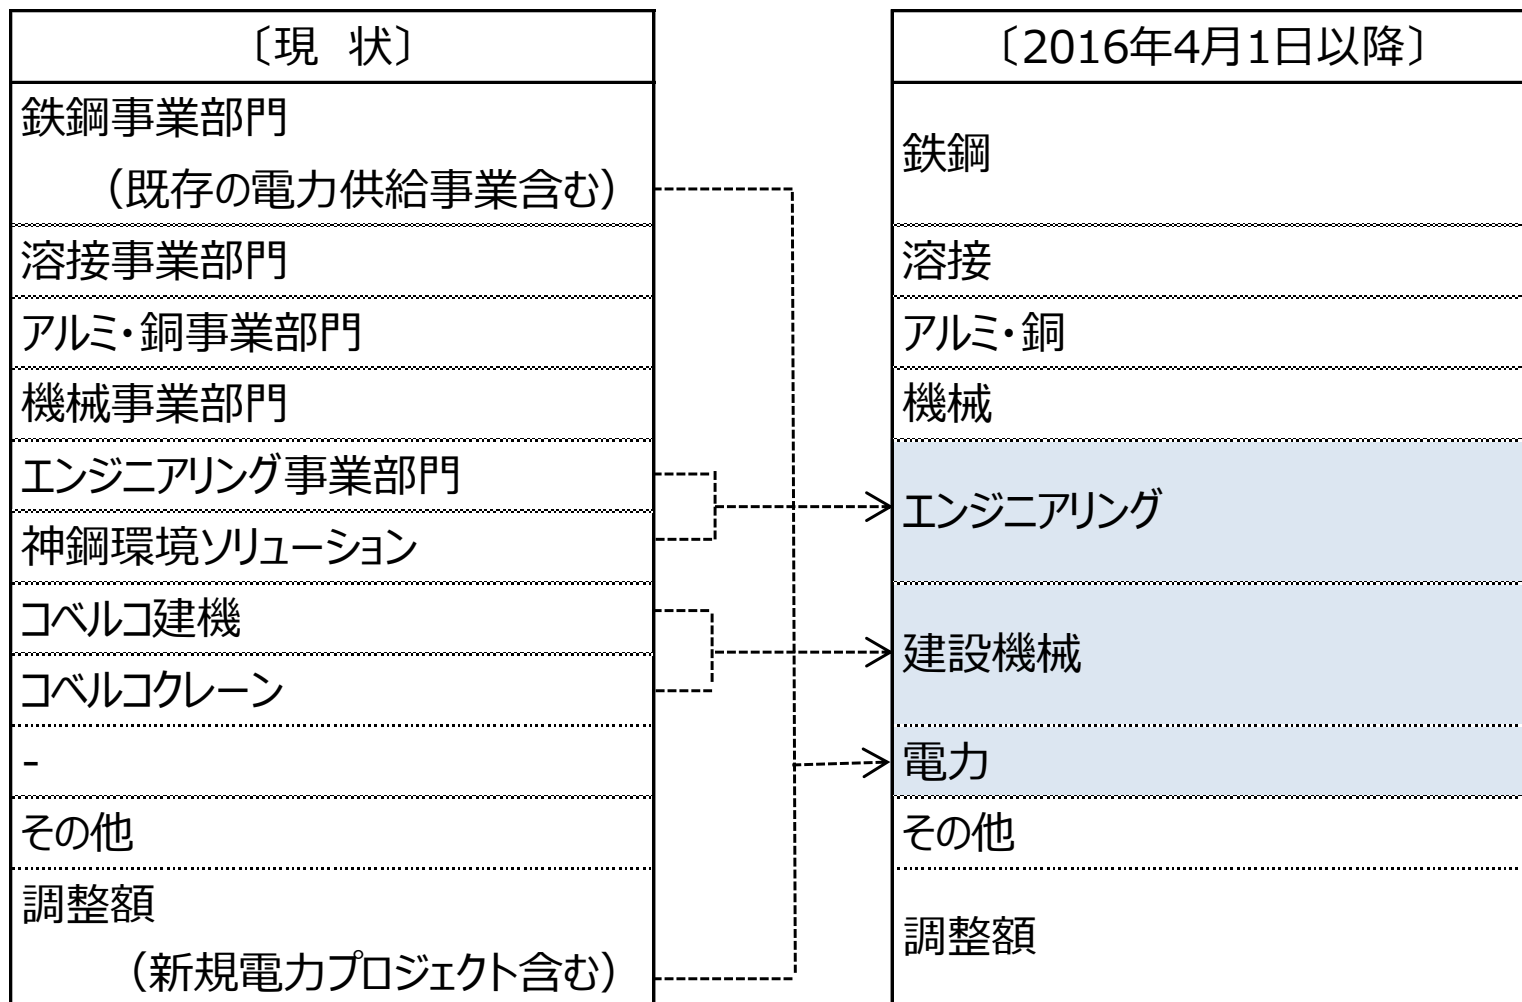 〔現 状〕
鉄鋼事業部門
（既存の電力供給事業含む）
溶接事業部門
アルミ・銅事業部門
機械事業部門
エンジニアリング事業部門
神鋼環境ソリューション
コベルコ建機
コベルコクレーン
-
その他
調整額
（新規電力プロジェクト含む）
〔2016年4月1日以降〕
鉄鋼
溶接
アルミ・銅
機械
エンジニアリング
建設機械
電力
その他
調整額